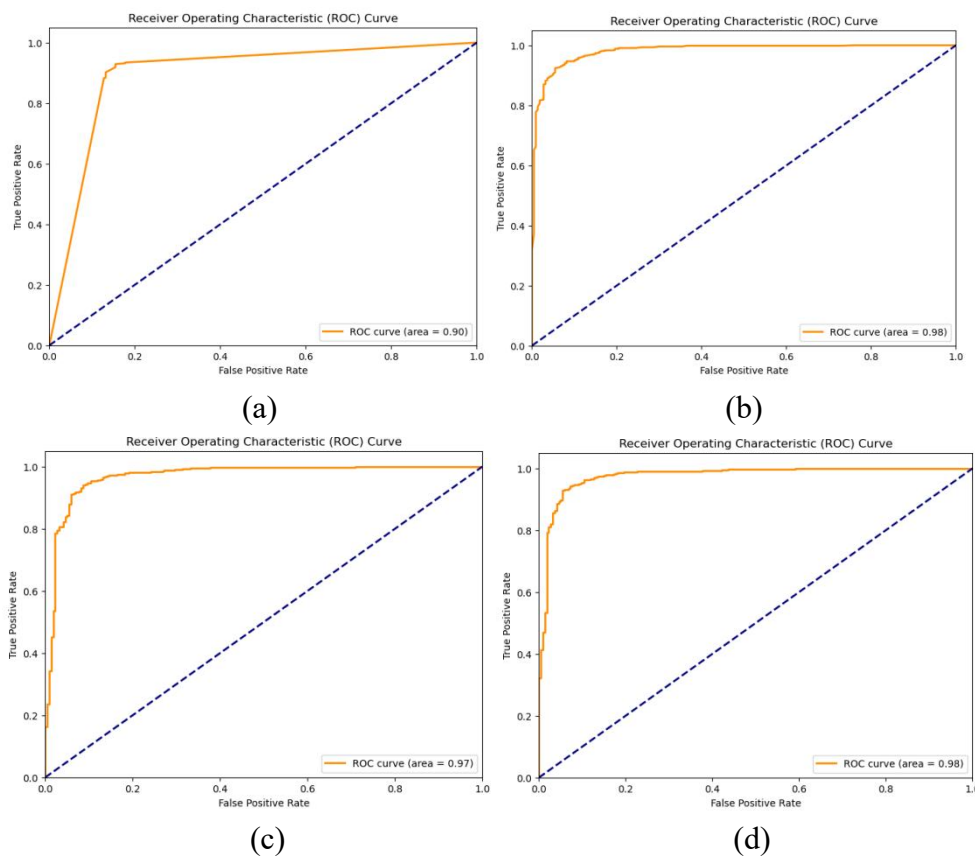 Receiver Operating Characteristic (ROC) Curve
1.0
0.8
0.6
0.4
0.2
0.0
True Positive Rate
ROC curve (area = 0.90)
0.0 0.2 0.4 0.6 0.8 1.0
False Positive Rate
(a)
Receiver Operating Characteristic (ROC) Curve
1.0
0.8
0.6
0.4
0.2
0.0
True Positive Rate
ROC curve (area = 0.98)
0.0 0.2 0.4 0.6 0.8 1.0
False Positive Rate
(b)
Receiver Operating Characteristic (ROC) Curve
1.0
0.8
0.6
0.4
0.2
0.0
True Positive Rate
ROC curve (area = 0.97)
0.0 0.2 0.4 0.6 0.8 1.0
False Positive Rate
(c)
Receiver Operating Characteristic (ROC) Curve
1.0
0.8
0.6
0.4
0.2
0.0
True Positive Rate
ROC curve (area = 0.98)
0.0 0.2 0.4 0.6 0.8 1.0
False Positive Rate
(d)